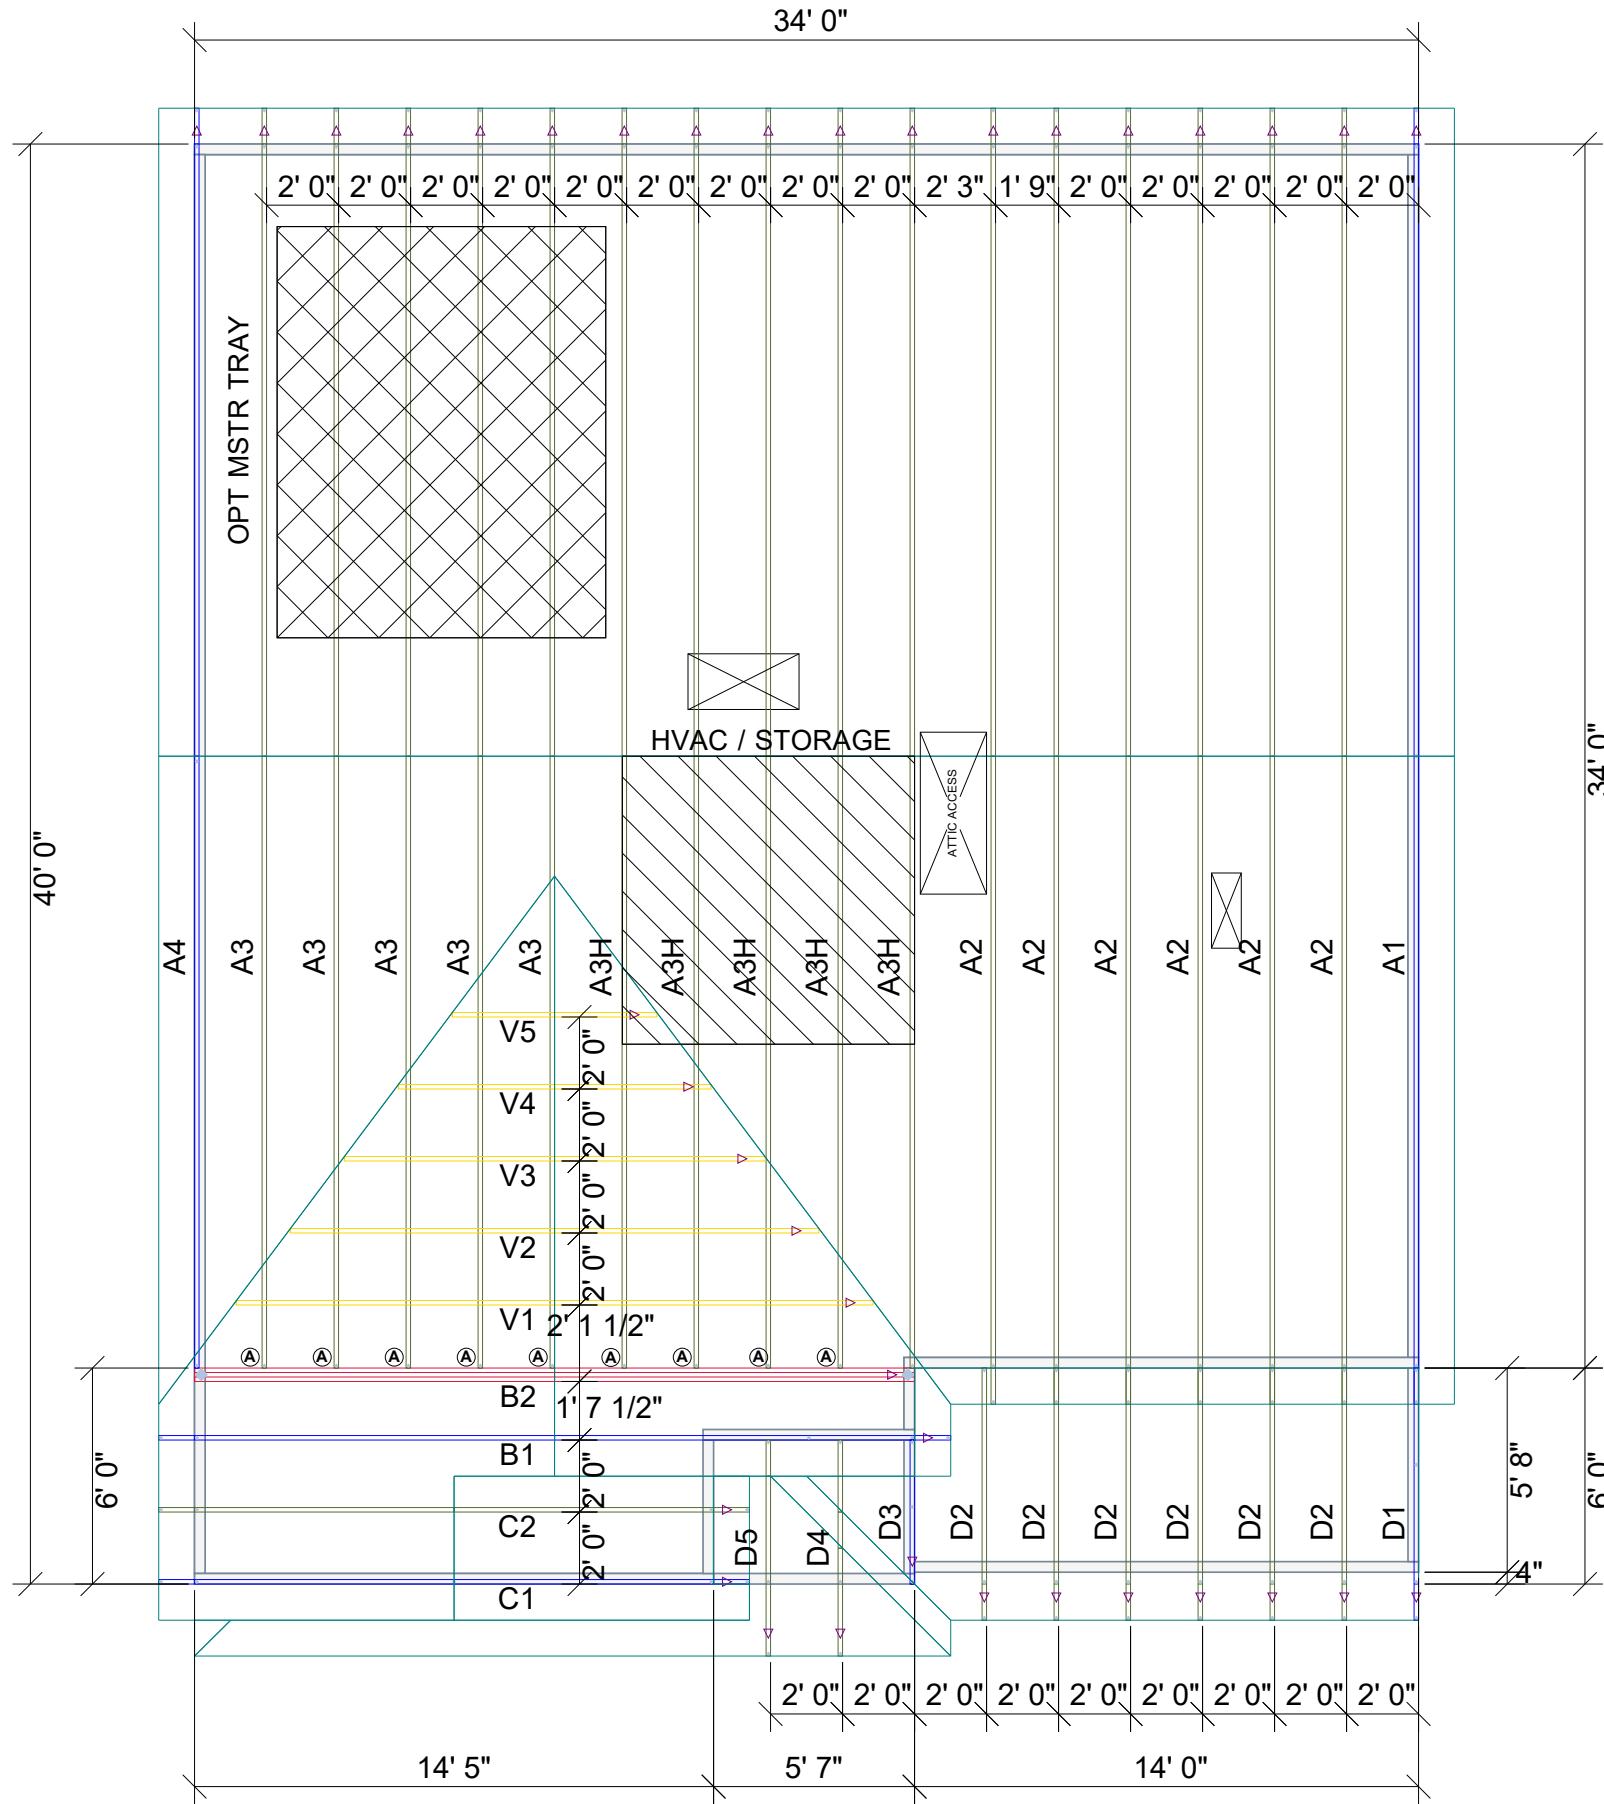 34' 0"
2' 0" 2' 0" 2' 0" 2' 0" 2' 0" 2' 0" 2' 0" 2' 0" 2' 0" 2' 3" 1' 9" 2' 0" 2' 0" 2' 0" 2' 0" 2' 0"
OPT MSTR TRAY
HVAC / STORAGE
ATTIC ACCESS
40' 0"
34' 0"
A4 A3 A3 A3 A3 A3 A3H A3H A3H A3H A3H A2 A2 A2 A2 A2 A2 A1
V5
2' 0"
V4
2' 0"
V3
2' 0"
V2
2' 0"
V1
2' 1 1/2"
A A A A A A A A A
B2
1' 7 1/2"
B1
2' 0"
C2
2' 0"
C1
6' 0"
D5 D4 D3 D2 D2 D2 D2 D2 D2 D1
5' 8"
6' 0"
4"
2' 0" 2' 0" 2' 0" 2' 0" 2' 0" 2' 0" 2' 0" 2' 0" 2' 0"
14' 5" 5' 7" 14' 0"